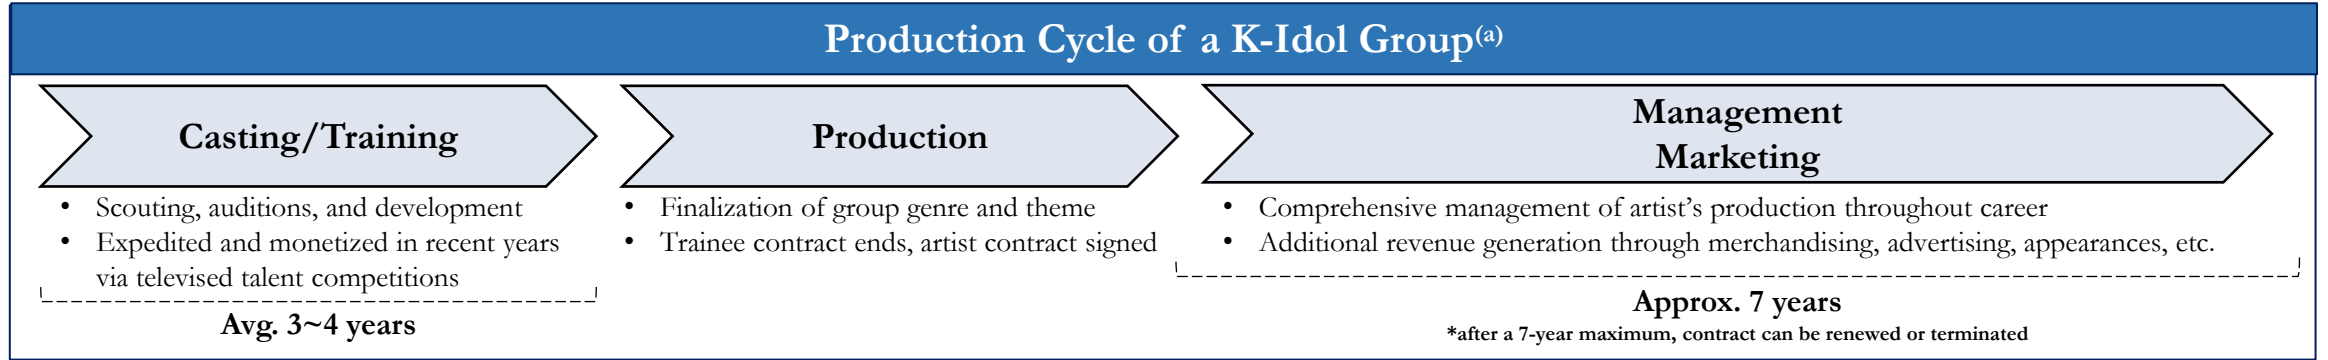 Production Cycle of a K-Idol Group(a)
Casting/Training
• Scouting, auditions, and development
• Expedited and monetized in recent years
via televised talent competitions
Avg. 3~4 years
Production
• Finalization of group genre and theme
• Trainee contract ends, artist contract signed
Management
Marketing
• Comprehensive management of artist’s production throughout career
• Additional revenue generation through merchandising, advertising, appearances, etc.
Approx. 7 years
*after a 7-year maximum, contract can be renewed or terminated